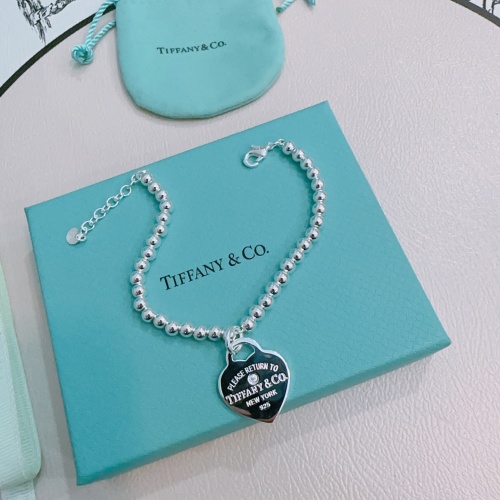 TIFFANY & CO.
TIFFANY & CO.
PLEASE RETURN TO
TIFFANY & CO.
NEW YORK
925